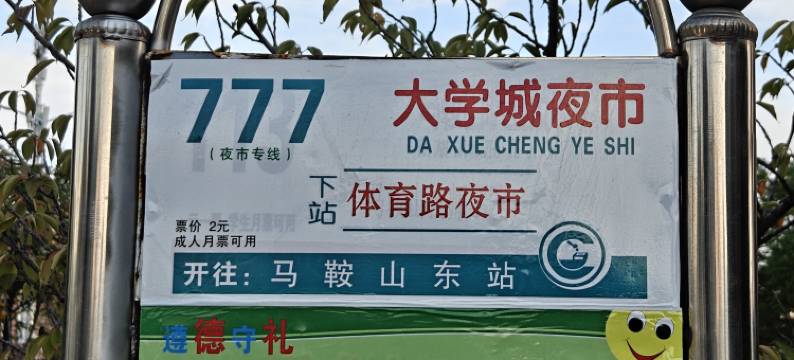 777
（夜市专线）
大学城夜市
DA XUE CHENG YE SHI
下站
体育路夜市
票价 2元
成人月票可用
开往：马鞍山东站
遵德守礼